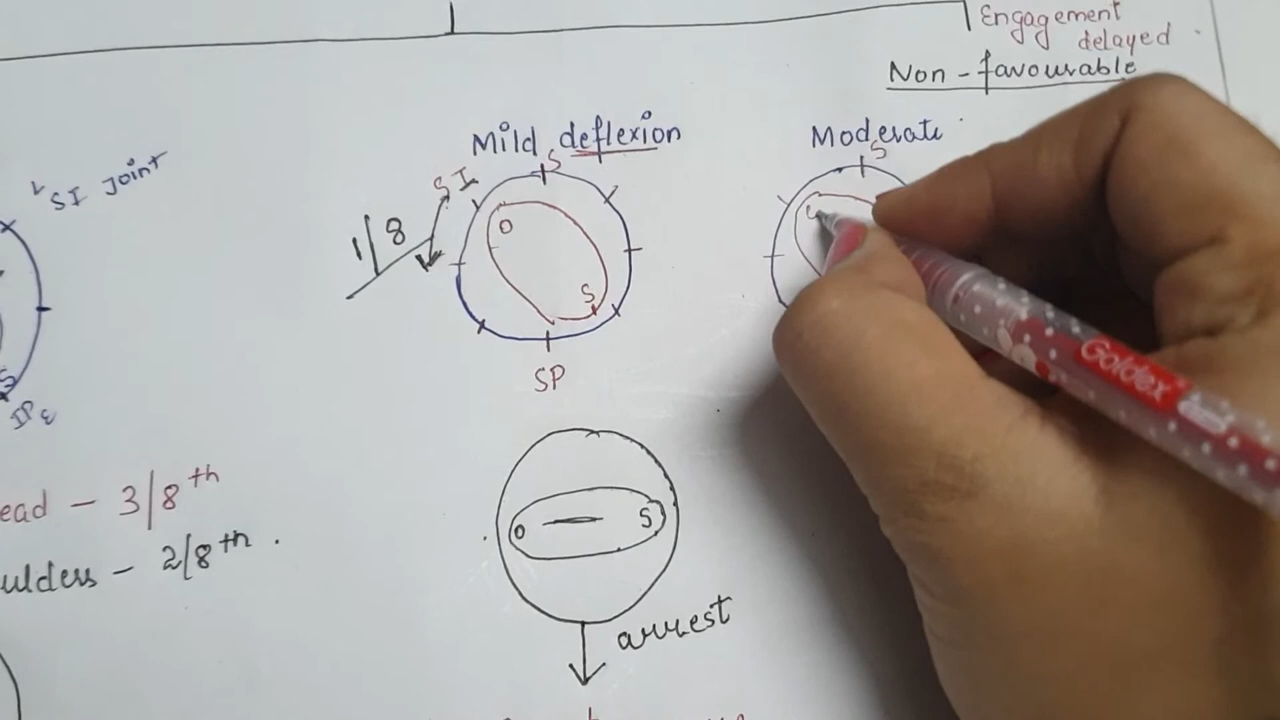 Engagement
delayed
Non - favourable
Mild deflexion
Moderate
S
S
SI Joint
SI
1/8
O
S
SP
S
ead - 3/8th
ulders - 2/8th.
O
S
arrest
Goldex